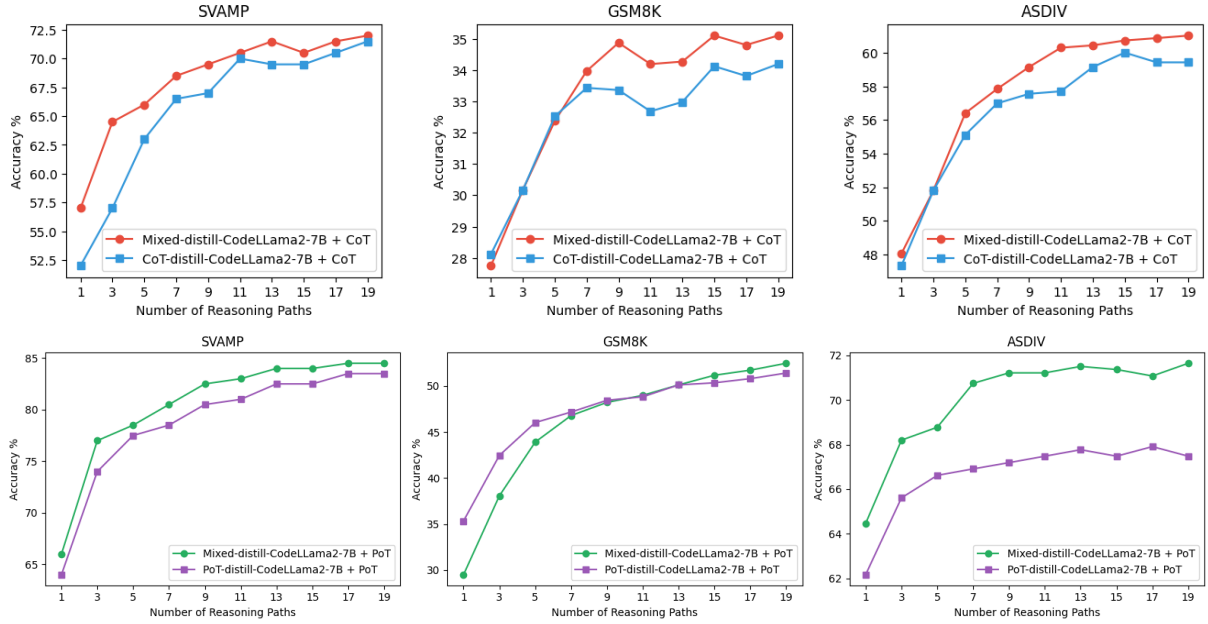 SVAMP
72.5
70.0
67.5
65.0
62.5
60.0
57.5
55.0
52.5
Accuracy %
Mixed-distill-CodeLLama2-7B + CoT
CoT-distill-CodeLLama2-7B + CoT
1 3 5 7 9 11 13 15 17 19
Number of Reasoning Paths
GSM8K
35
34
33
32
31
30
29
28
Accuracy %
Mixed-distill-CodeLLama2-7B + CoT
CoT-distill-CodeLLama2-7B + CoT
1 3 5 7 9 11 13 15 17 19
Number of Reasoning Paths
ASDIV
60
58
56
54
52
50
48
Accuracy %
Mixed-distill-CodeLLama2-7B + CoT
CoT-distill-CodeLLama2-7B + CoT
1 3 5 7 9 11 13 15 17 19
Number of Reasoning Paths
SVAMP
85
80
75
70
65
Accuracy %
Mixed-distill-CodeLLama2-7B + PoT
PoT-distill-CodeLLama2-7B + PoT
1 3 5 7 9 11 13 15 17 19
Number of Reasoning Paths
GSM8K
50
45
40
35
30
Accuracy %
Mixed-distill-CodeLLama2-7B + PoT
PoT-distill-CodeLLama2-7B + PoT
1 3 5 7 9 11 13 15 17 19
Number of Reasoning Paths
ASDIV
72
70
68
66
64
62
Accuracy %
Mixed-distill-CodeLLama2-7B + PoT
PoT-distill-CodeLLama2-7B + PoT
1 3 5 7 9 11 13 15 17 19
Number of Reasoning Paths